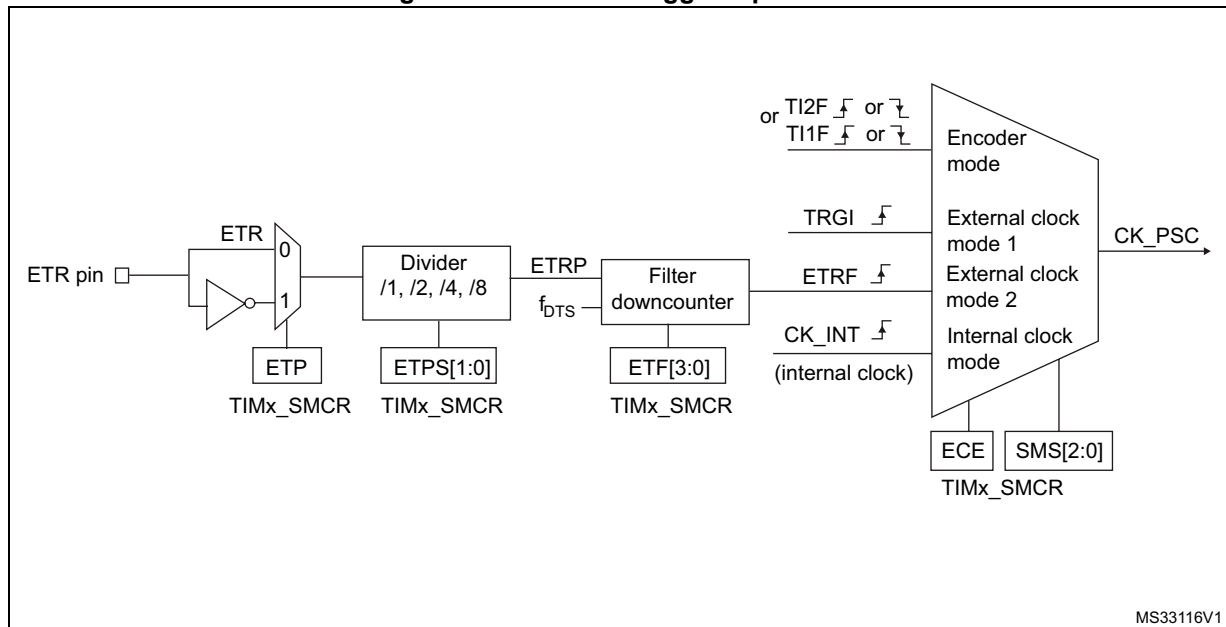 or TI2F or
TI1F or
Encoder
mode
TRGI
External clock
mode 1
CK_PSC
ETR
0
ETR pin
1
Divider
/1, /2, /4, /8
ETRP
fDTS
Filter
downcounter
ETRF
External clock
mode 2
CK_INT
(internal clock)
Internal clock
mode
ETP
TIMx_SMCR
ETPS[1:0]
TIMx_SMCR
ETF[3:0]
TIMx_SMCR
ECE
SMS[2:0]
TIMx_SMCR
MS33116V1